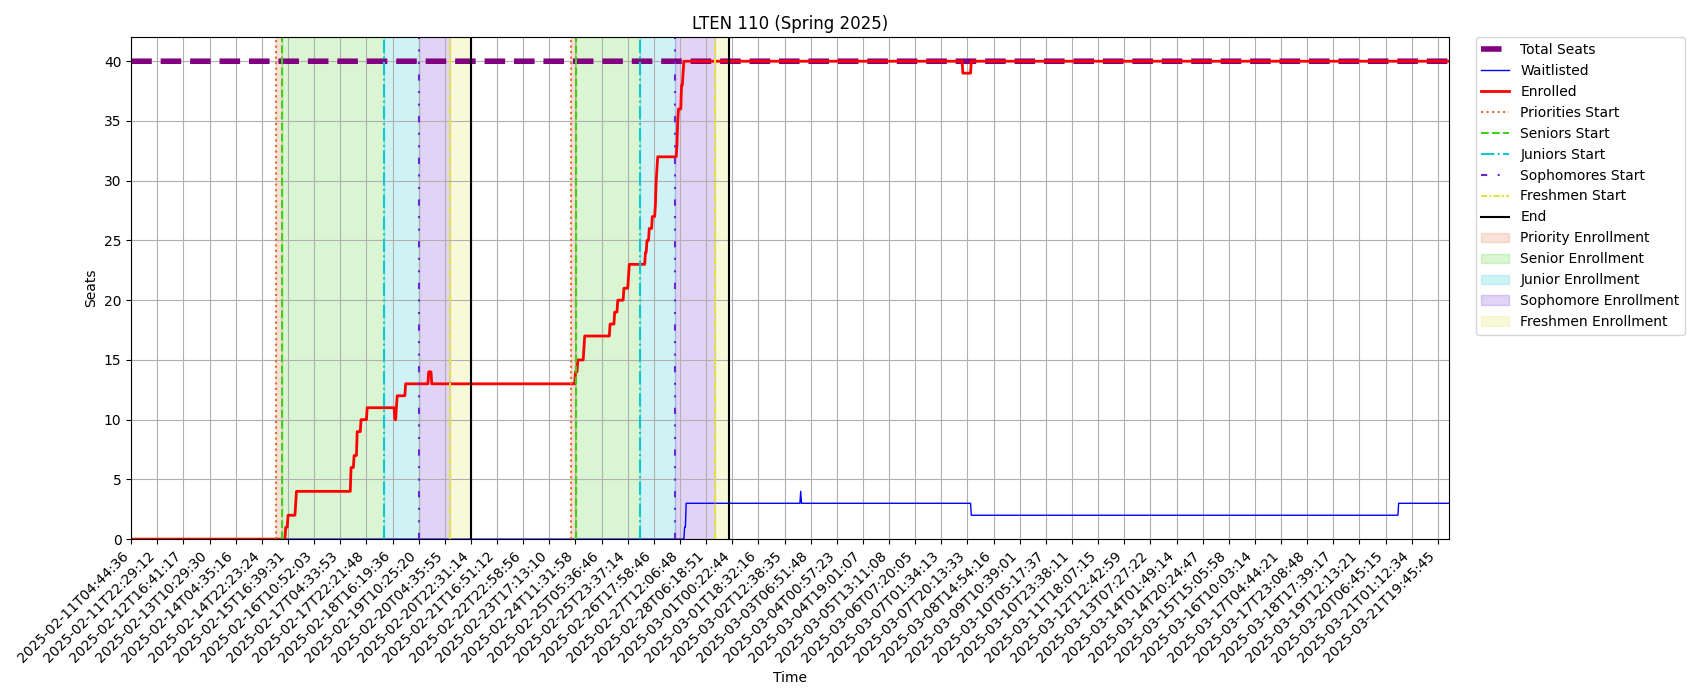 LTEN 110 (Spring 2025)
Total Seats
Waitlisted
Enrolled
Priorities Start
Seniors Start
Juniors Start
Sophomores Start
Freshmen Start
End
Priority Enrollment
Senior Enrollment
Junior Enrollment
Sophomore Enrollment
Freshmen Enrollment
Seats
40
35
30
25
20
15
10
5
0
2025-02-11T04:44:36
2025-02-11T22:29:12
2025-02-12T16:41:17
2025-02-13T10:29:30
2025-02-14T04:35:16
2025-02-14T22:23:24
2025-02-15T16:39:31
2025-02-16T10:52:03
2025-02-17T04:33:53
2025-02-17T22:21:48
2025-02-18T16:19:36
2025-02-19T10:25:20
2025-02-20T04:35:55
2025-02-20T22:31:14
2025-02-21T16:51:12
2025-02-22T22:58:56
2025-02-23T17:13:10
2025-02-24T11:31:58
2025-02-25T05:36:46
2025-02-25T23:37:14
2025-02-26T17:58:46
2025-02-27T12:06:48
2025-02-28T06:18:51
2025-03-01T00:22:44
2025-03-01T18:32:16
2025-03-02T12:38:35
2025-03-03T06:51:48
2025-03-04T00:57:23
2025-03-04T19:01:07
2025-03-05T13:11:08
2025-03-06T07:20:05
2025-03-07T01:34:13
2025-03-07T20:13:33
2025-03-08T14:54:16
2025-03-09T10:39:01
2025-03-10T05:17:37
2025-03-10T23:38:11
2025-03-11T18:07:15
2025-03-12T12:42:59
2025-03-13T07:27:22
2025-03-14T01:49:14
2025-03-14T20:24:47
2025-03-15T15:05:58
2025-03-16T10:03:14
2025-03-17T04:44:21
2025-03-17T23:08:48
2025-03-18T17:39:17
2025-03-19T12:13:21
2025-03-20T06:45:15
2025-03-21T01:12:34
2025-03-21T19:45:45
Time